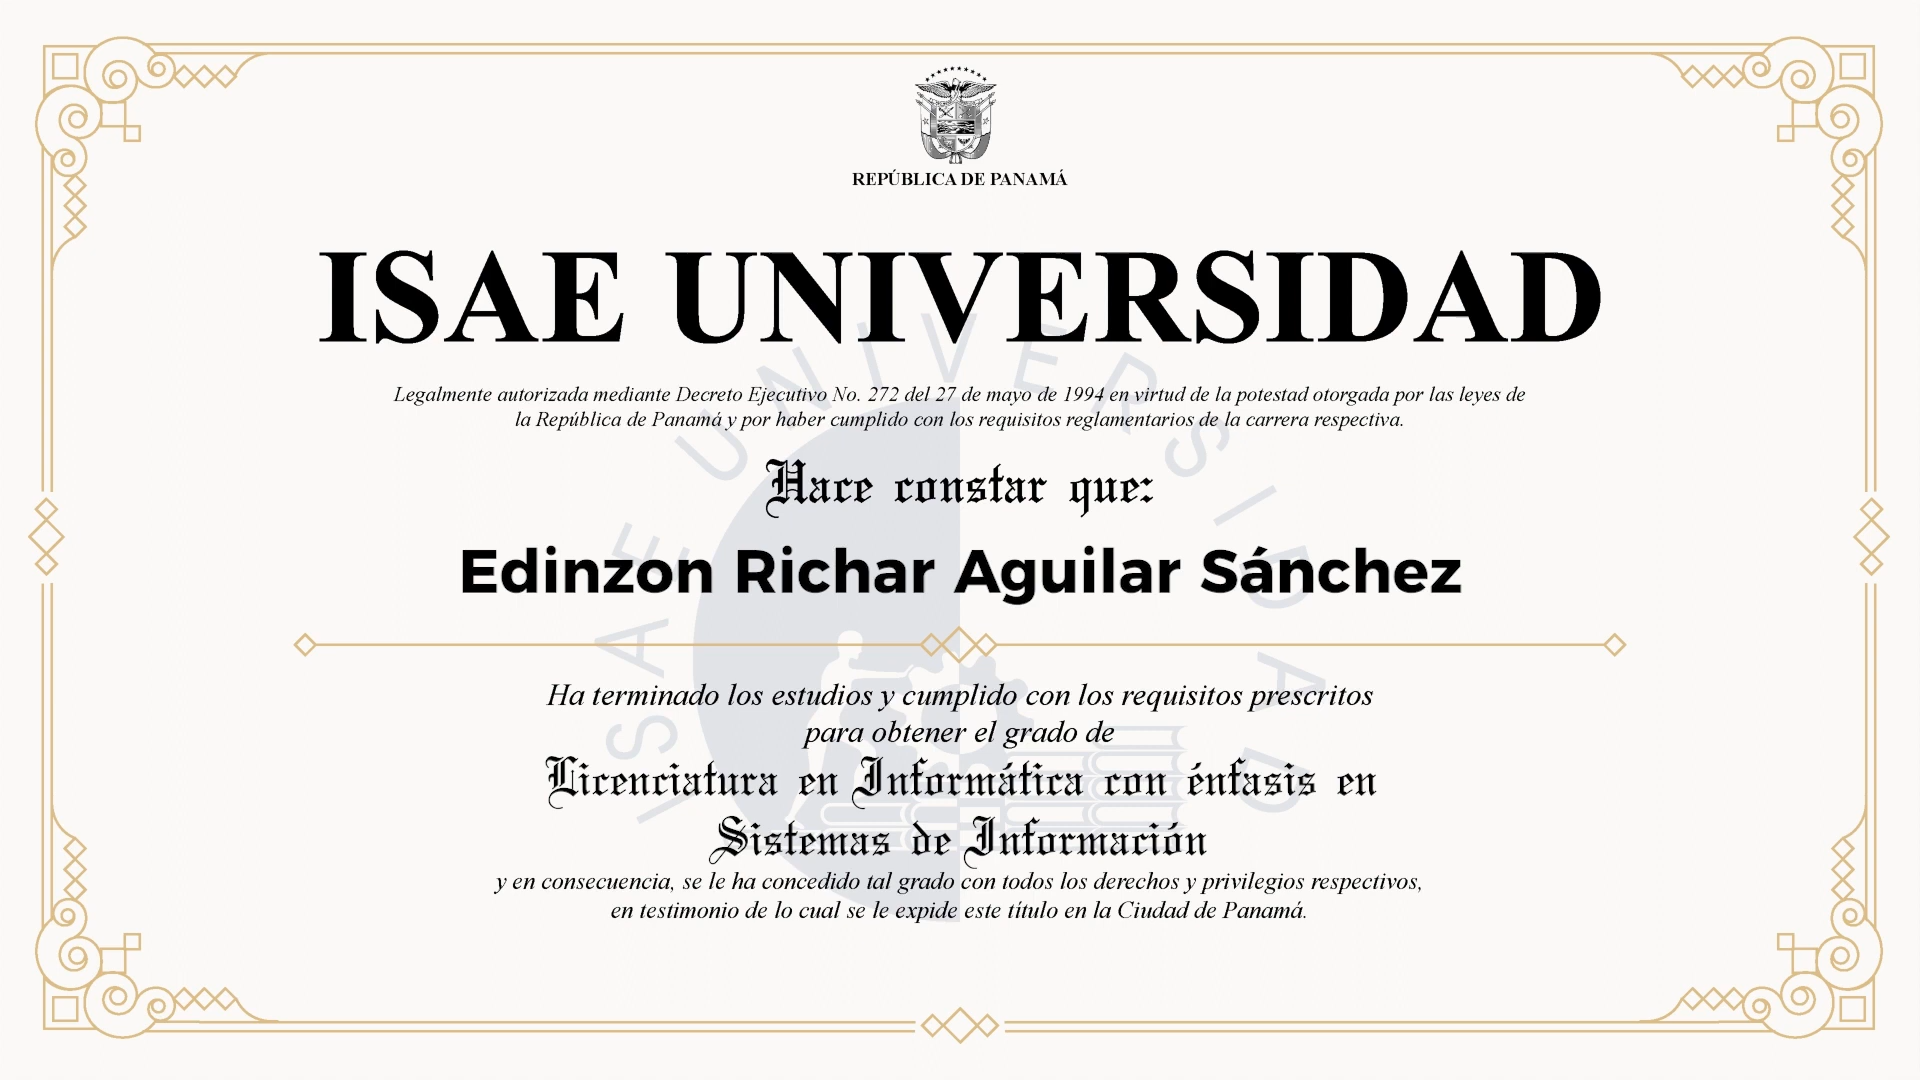 REPÚBLICA DE PANAMÁ
ISAE UNIVERSIDAD
Legalmente autorizada mediante Decreto Ejecutivo No. 272 del 27 de mayo de 1994 en virtud de la potestad otorgada por las leyes de
la República de Panamá y por haber cumplido con los requisitos reglamentarios de la carrera respectiva.
Hace constar que:
Edinzon Richar Aguilar Sánchez
ISAE UNIVERSIDAD
Ha terminado los estudios y cumplido con los requisitos prescritos
para obtener el grado de
Licenciatura en Informática con énfasis en
Sistemas de Información
y en consecuencia, se le ha concedido tal grado con todos los derechos y privilegios respectivos,
en testimonio de lo cual se le expide este título en la Ciudad de Panamá.